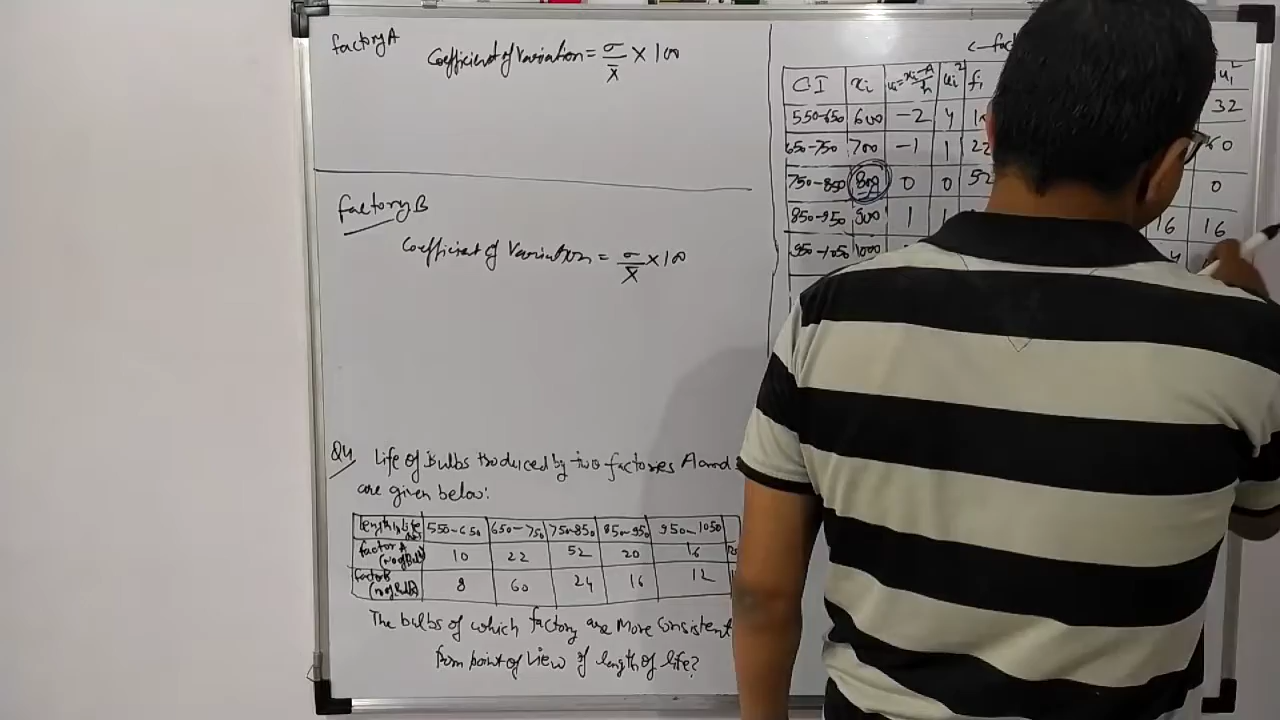 factory A
Coefficient of Variation = σ/x̄ × 100
factory B
Coefficient of Variation = σ/x̄ × 100
Q4 Life of Bulbs Produced by two factories A and
are given below:
length of life 550-650 650-750 750-850 850-950 950-1050
factory A (No of Bulbs) 10 22 52 20 16
factory B (No of Bulbs) 8 60 24 16 12
The bulbs of which factory are More Consistent
from point of view of length of life?
CI xi ui = xi-A/h ui² fi
550-650 600 -2 4 32
650-750 700 -1 1 22 60
750-850 800 0 0 52 0
850-950 900 1 1 16 16
950-1050 1000